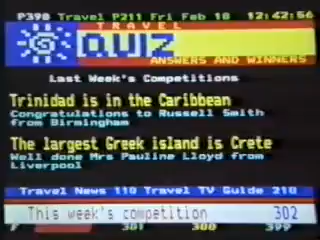 P390 Travel P211 Fri Feb 18 12:42:56
TRAVEL
QUIZ
ANSWERS AND WINNERS
Last Week's Competitions
Trinidad is in the Caribbean
Congratulations to Russell Smith
from Birmingham
The largest Greek island is Crete
Well done Mrs Pauline Lloyd from
Liverpool
Travel News 110 Travel TV Guide 210
This week's competition 302
301 300 399